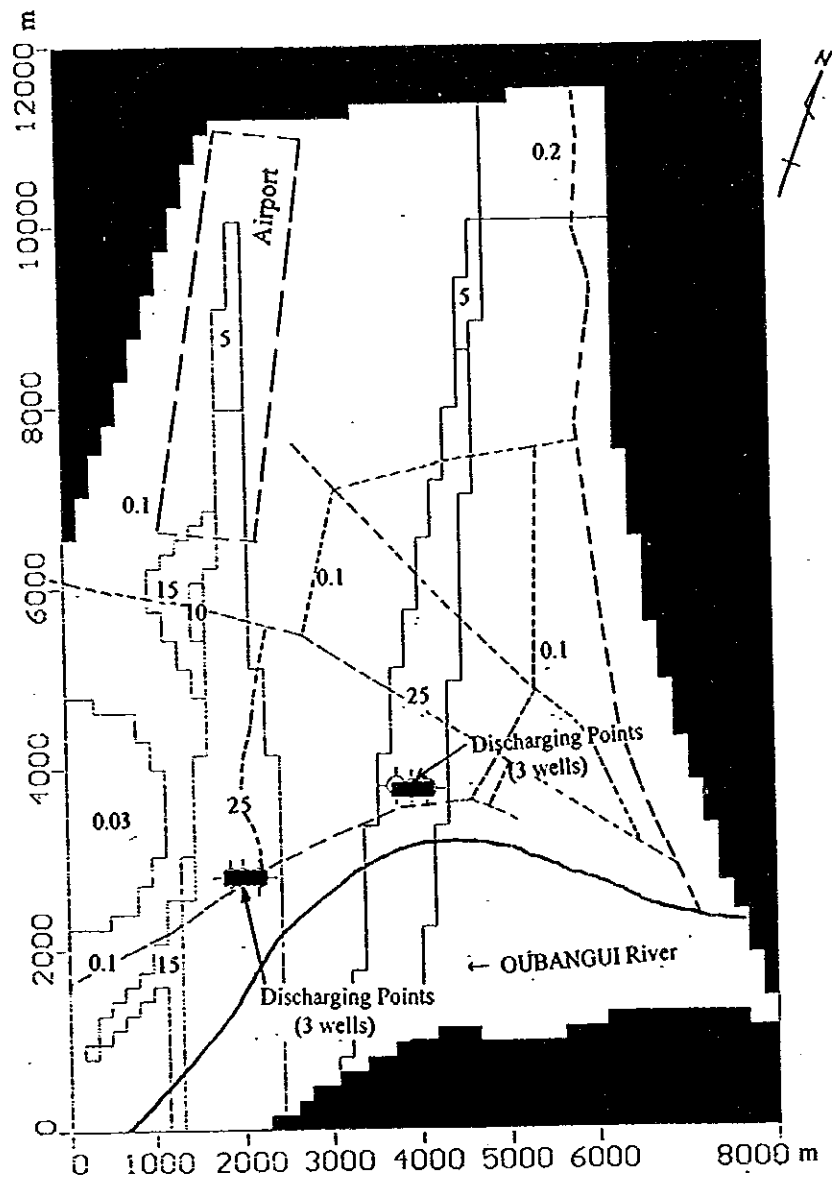 m
12000
N
0.2
Airport
10000
5
5
8000
0.1
15
0.1
6000
10
0.1
25
Discharging Points
(3 wells)
4000
25
0.03
2000
0.1
15
← OUBANGUI River
Discharging Points
(3 wells)
0
0 1000 2000 3000 4000 5000 6000 8000 m